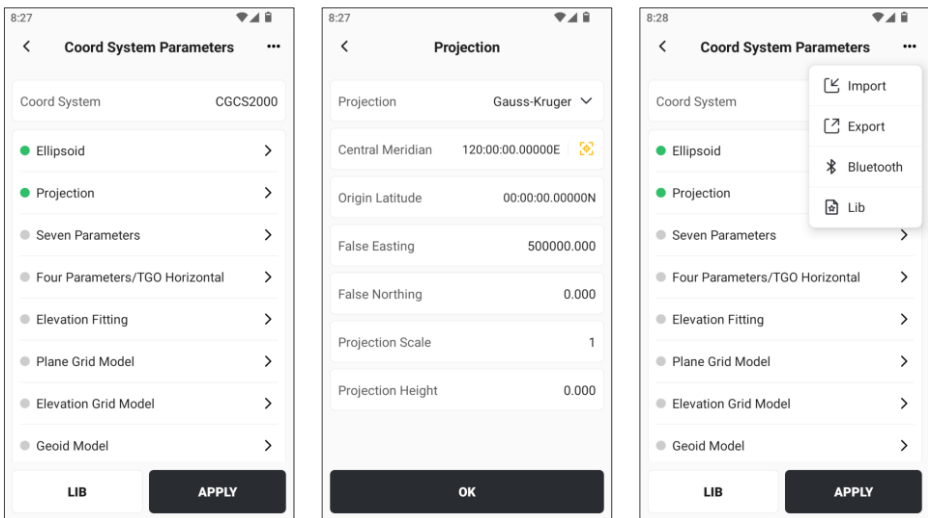 8:27
Coord System Parameters
Coord System CGCS2000
Ellipsoid
Projection
Seven Parameters
Four Parameters/TGO Horizontal
Elevation Fitting
Plane Grid Model
Elevation Grid Model
Geoid Model
LIB APPLY
8:27
Projection
Projection Gauss-Kruger
Central Meridian 120:00:00.00000E
Origin Latitude 00:00:00.00000N
False Easting 500000.000
False Northing 0.000
Projection Scale 1
Projection Height 0.000
OK
8:28
Coord System Parameters
Coord System
Import
Export
Bluetooth
Lib
Ellipsoid
Projection
Seven Parameters
Four Parameters/TGO Horizontal
Elevation Fitting
Plane Grid Model
Elevation Grid Model
Geoid Model
LIB APPLY